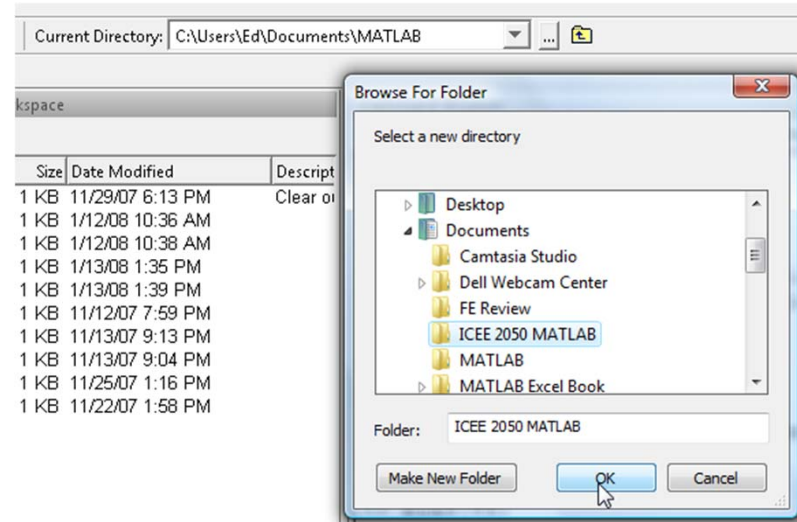 Current Directory: C:\Users\Ed\Documents\MATLAB ...
kspace
Size Date Modified Descript
1 KB 11/29/07 6:13 PM Clear ou
1 KB 1/12/08 10:36 AM
1 KB 1/12/08 10:38 AM
1 KB 1/13/08 1:35 PM
1 KB 1/13/08 1:39 PM
1 KB 11/12/07 7:59 PM
1 KB 11/13/07 9:13 PM
1 KB 11/13/07 9:04 PM
1 KB 11/25/07 1:16 PM
1 KB 11/22/07 1:58 PM
Browse For Folder
Select a new directory
Desktop
Documents
Camtasia Studio
Dell Webcam Center
FE Review
ICEE 2050 MATLAB
MATLAB
MATLAB Excel Book
Folder: ICEE 2050 MATLAB
Make New Folder OK Cancel